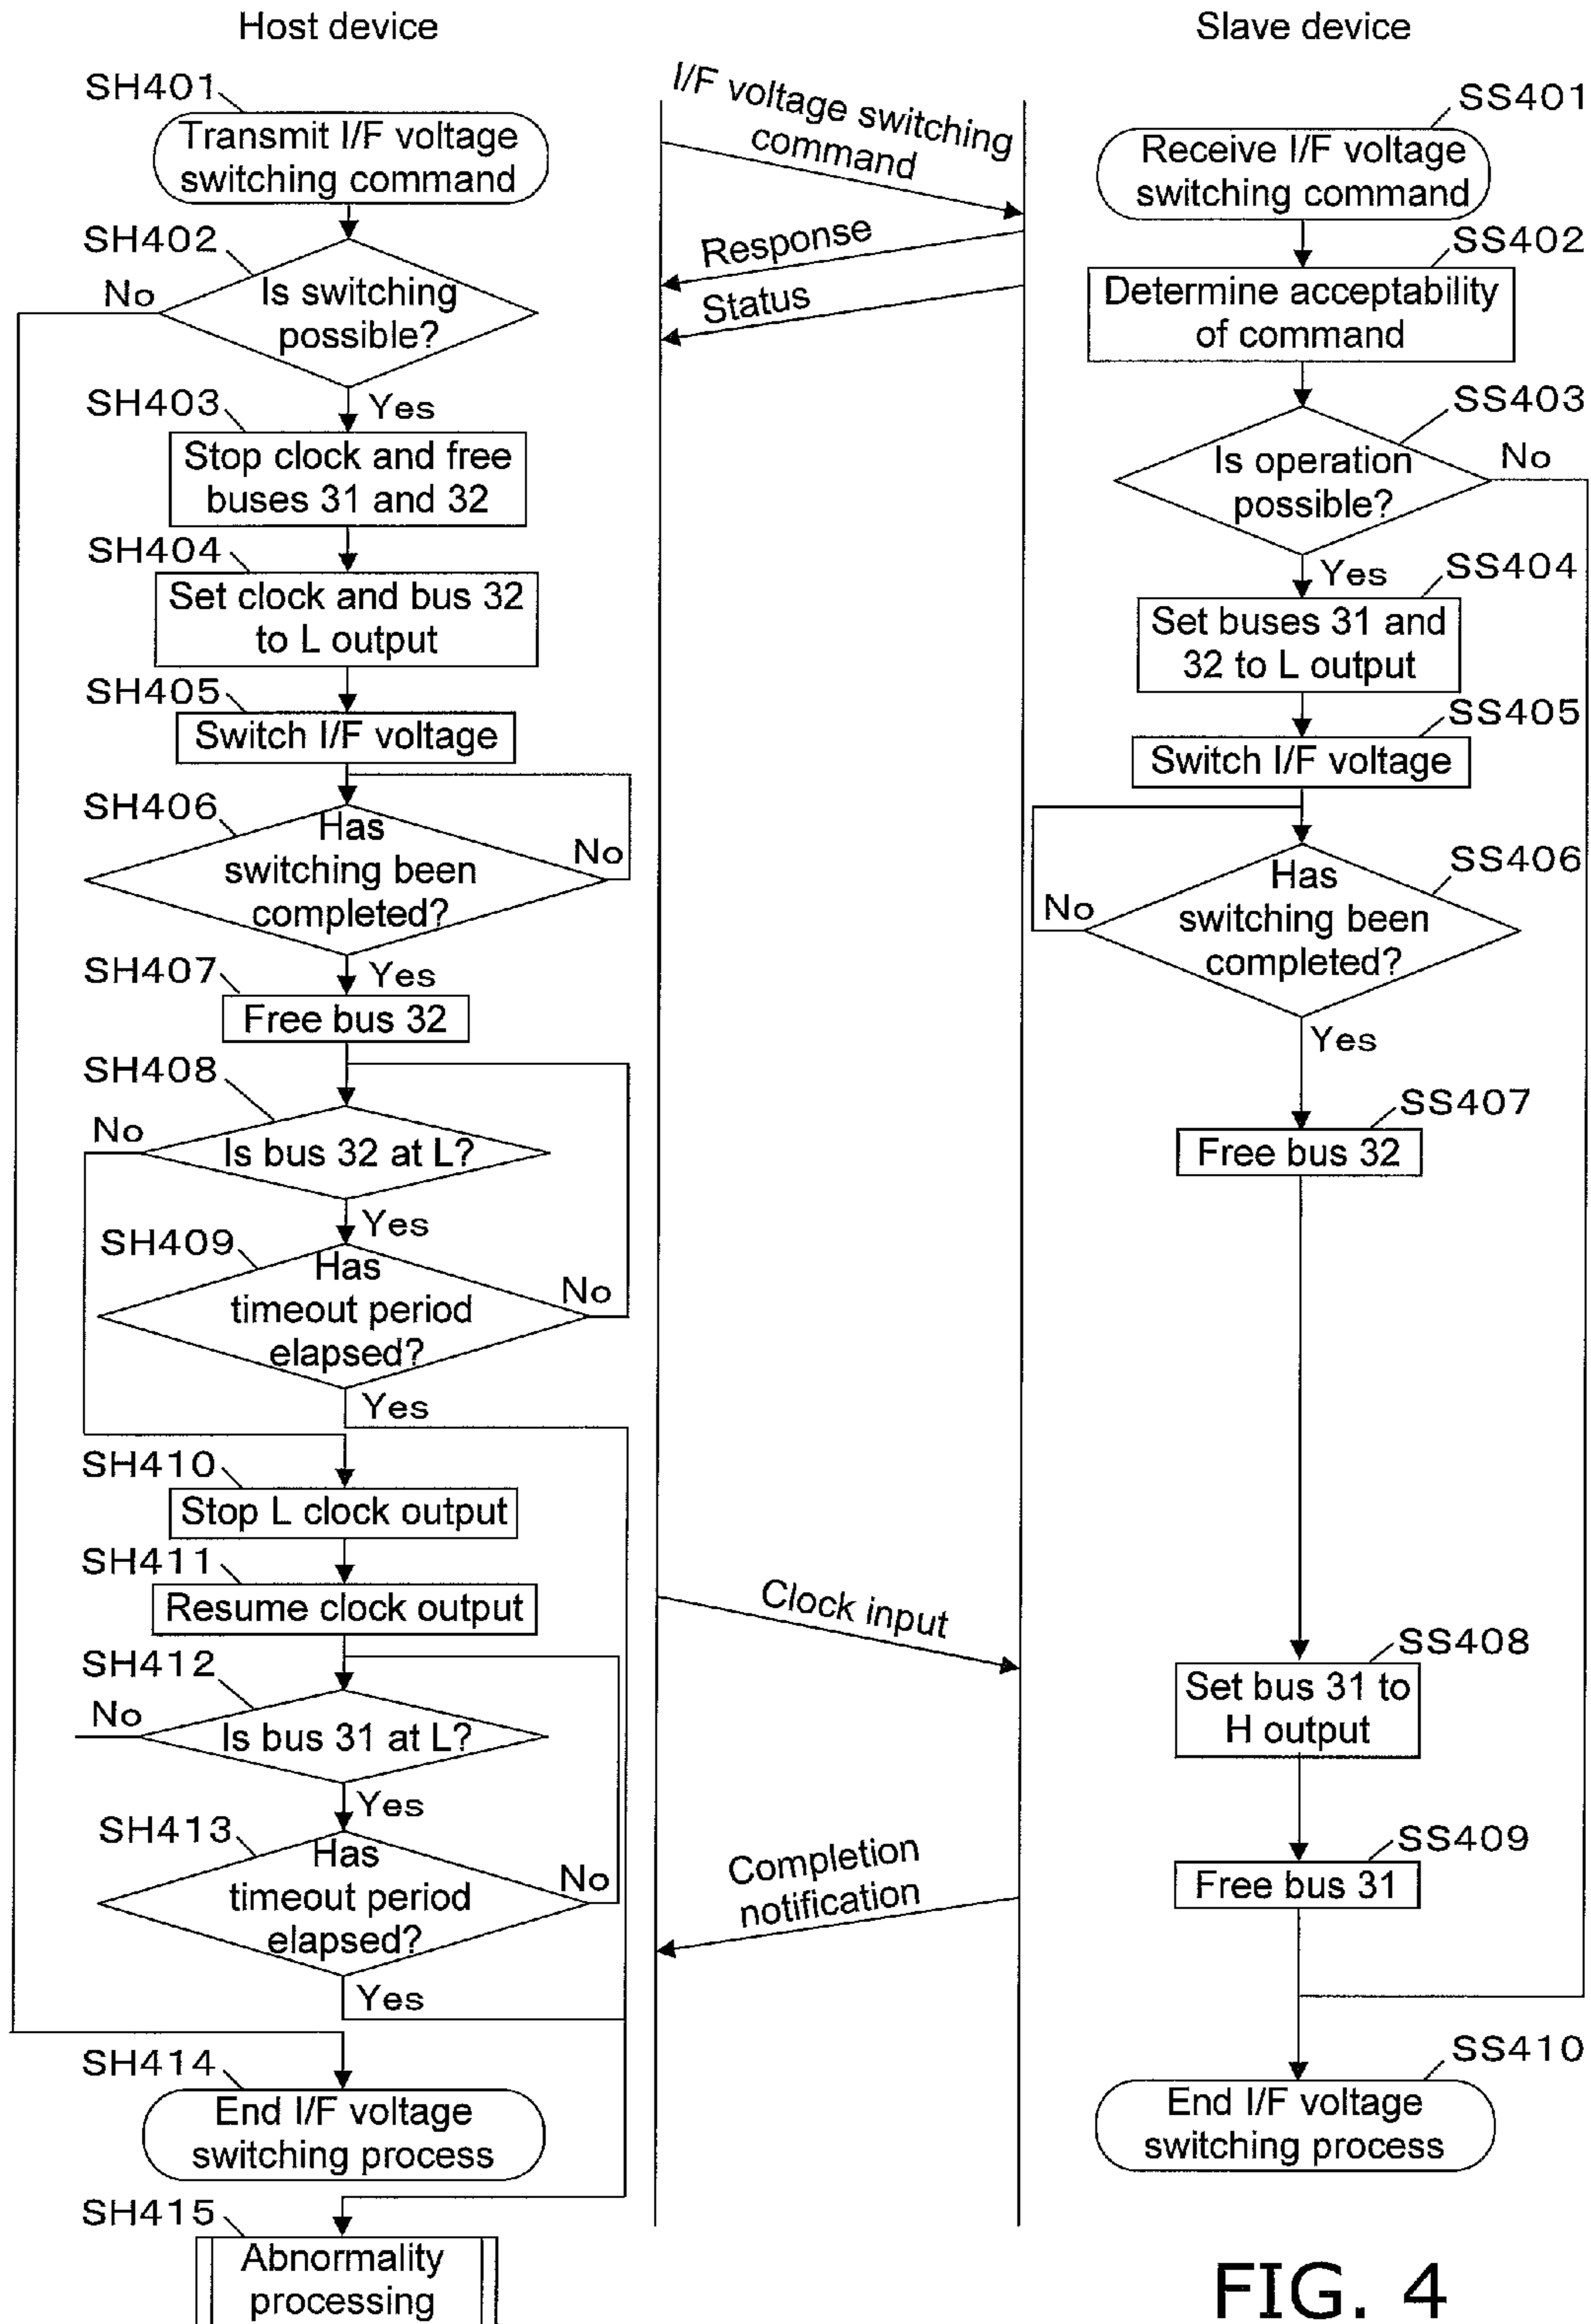 Host device
SH401
Transmit I/F voltage
switching command
SH402
No
Is switching
possible?
SH403
Yes
Stop clock and free
buses 31 and 32
SH404
Set clock and bus 32
to L output
SH405
Switch I/F voltage
SH406
Has
switching been
completed?
No
SH407
Yes
Free bus 32
SH408
No
Is bus 32 at L?
Yes
SH409
Has
timeout period
elapsed?
No
Yes
SH410
Stop L clock output
SH411
Resume clock output
SH412
No
Is bus 31 at L?
Yes
SH413
Has
timeout period
elapsed?
No
Yes
SH414
End I/F voltage
switching process
SH415
Abnormality
processing
I/F voltage switching
command
Response
Status
Clock input
Completion
notification
Slave device
SS401
Receive I/F voltage
switching command
SS402
Determine acceptability
of command
SS403
Is operation
possible?
No
Yes
SS404
Set buses 31 and
32 to L output
SS405
Switch I/F voltage
SS406
Has
switching been
completed?
No
Yes
SS407
Free bus 32
SS408
Set bus 31 to
H output
SS409
Free bus 31
SS410
End I/F voltage
switching process
FIG. 4